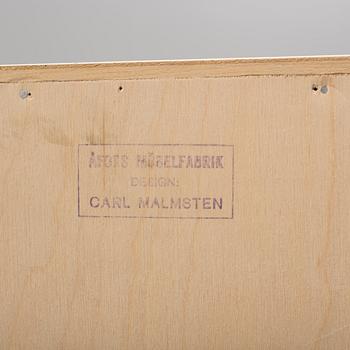 ÅFORS MÖBELFABRIK
DESIGN:
CARL MALMSTEN